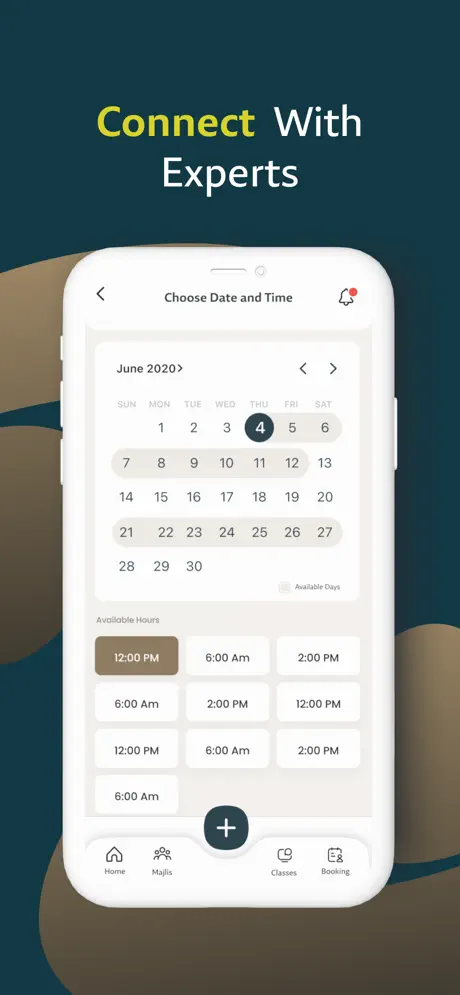 Connect With
Experts
Choose Date and Time
June 2020
SUN MON TUE WED THU FRI SAT
1 2 3 4 5 6
7 8 9 10 11 12 13
14 15 16 17 18 19 20
21 22 23 24 25 26 27
28 29 30
Available Days
Available Hours
12:00 PM 6:00 Am 2:00 PM
6:00 Am 2:00 PM 12:00 PM
12:00 PM 6:00 Am 2:00 PM
6:00 Am
Home Majlis Classes Booking